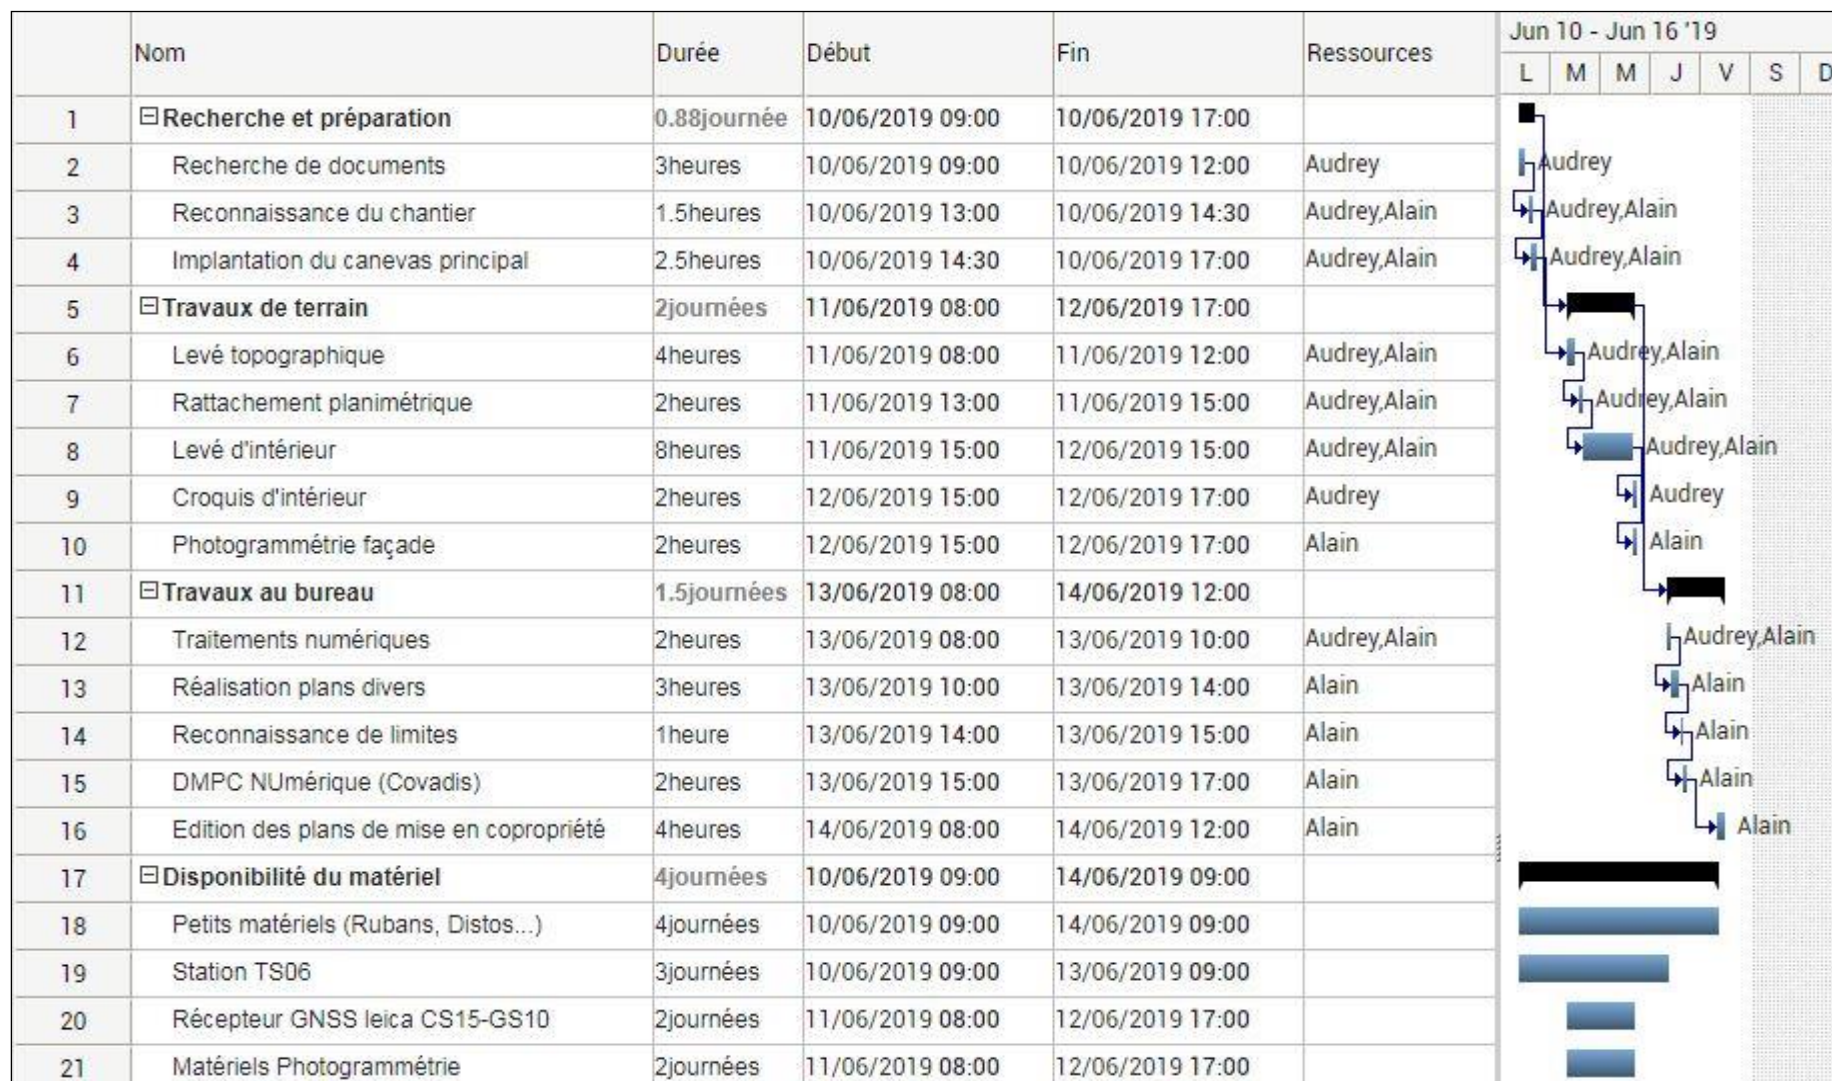 Nom Durée Début Fin Ressources Jun 10 - Jun 16 '19
L M M J V S D
1 Recherche et préparation 0.88journée 10/06/2019 09:00 10/06/2019 17:00
2 Recherche de documents 3heures 10/06/2019 09:00 10/06/2019 12:00 Audrey Audrey
3 Reconnaissance du chantier 1.5heures 10/06/2019 13:00 10/06/2019 14:30 Audrey,Alain Audrey,Alain
4 Implantation du canevas principal 2.5heures 10/06/2019 14:30 10/06/2019 17:00 Audrey,Alain Audrey,Alain
5 Travaux de terrain 2journées 11/06/2019 08:00 12/06/2019 17:00
6 Levé topographique 4heures 11/06/2019 08:00 11/06/2019 12:00 Audrey,Alain Audrey,Alain
7 Rattachement planimétrique 2heures 11/06/2019 13:00 11/06/2019 15:00 Audrey,Alain Audrey,Alain
8 Levé d'intérieur 8heures 11/06/2019 15:00 12/06/2019 15:00 Audrey,Alain Audrey,Alain
9 Croquis d'intérieur 2heures 12/06/2019 15:00 12/06/2019 17:00 Audrey Audrey
10 Photogrammétrie façade 2heures 12/06/2019 15:00 12/06/2019 17:00 Alain Alain
11 Travaux au bureau 1.5journées 13/06/2019 08:00 14/06/2019 12:00
12 Traitements numériques 2heures 13/06/2019 08:00 13/06/2019 10:00 Audrey,Alain Audrey,Alain
13 Réalisation plans divers 3heures 13/06/2019 10:00 13/06/2019 14:00 Alain Alain
14 Reconnaissance de limites 1heure 13/06/2019 14:00 13/06/2019 15:00 Alain Alain
15 DMPC NUmérique (Covadis) 2heures 13/06/2019 15:00 13/06/2019 17:00 Alain Alain
16 Edition des plans de mise en copropriété 4heures 14/06/2019 08:00 14/06/2019 12:00 Alain Alain
17 Disponibilité du matériel 4journées 10/06/2019 09:00 14/06/2019 09:00
18 Petits matériels (Rubans, Distos...) 4journées 10/06/2019 09:00 14/06/2019 09:00
19 Station TS06 3journées 10/06/2019 09:00 13/06/2019 09:00
20 Récepteur GNSS leica CS15-GS10 2journées 11/06/2019 08:00 12/06/2019 17:00
21 Matériels Photogrammétrie 2journées 11/06/2019 08:00 12/06/2019 17:00